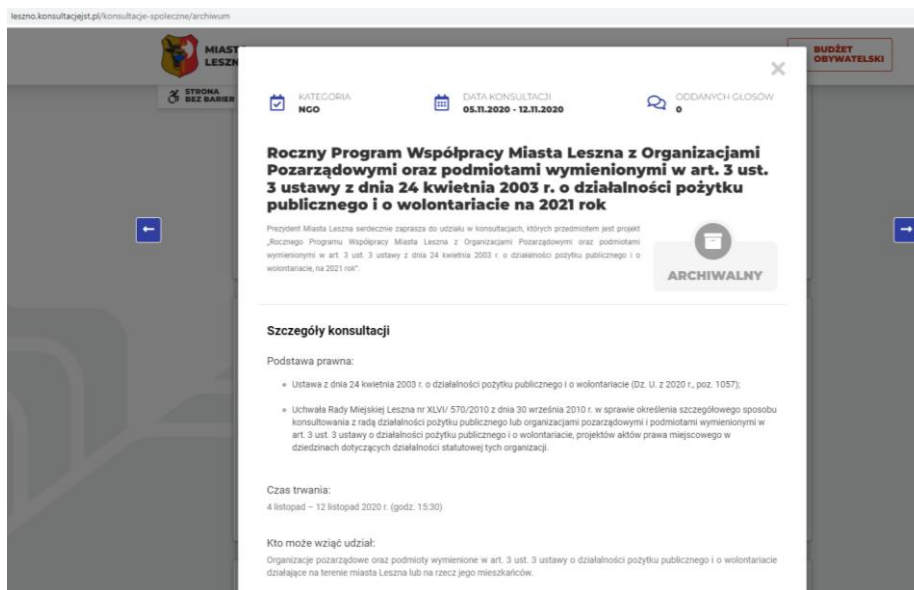 leszno.konsultacjejst.pl/konsultacje-spoleczne/archiwum
MIAST
LESZN
BUDŻET
OBYWATELSKI
STRONA
BEZ BARIER
KATEGORIA
NGO
DATA KONSULTACJI
05.11.2020 - 12.11.2020
ODDANYCH GŁOSÓW
0
Roczny Program Współpracy Miasta Leszna z Organizacjami
Pozarządowymi oraz podmiotami wymienionymi w art. 3 ust.
3 ustawy z dnia 24 kwietnia 2003 r. o działalności pożytku
publicznego i o wolontariacie na 2021 rok
Prezydent Miasta Leszna serdecznie zaprasza do udziału w konsultacjach, których przedmiotem jest projekt
„Rocznego Programu Współpracy Miasta Leszna z Organizacjami Pozarządowymi oraz podmiotami
wymienionymi w art. 3 ust. 3 ustawy z dnia 24 kwietnia 2003 r. o działalności pożytku publicznego i o
wolontariacie, na 2021 rok”.
ARCHIWALNY
Szczegóły konsultacji
Podstawa prawna:
Ustawa z dnia 24 kwietnia 2003 r. o działalności pożytku publicznego i o wolontariacie (Dz. U. z 2020 r., poz. 1057);
Uchwała Rady Miejskiej Leszna nr XLVI/ 570/2010 z dnia 30 września 2010 r. w sprawie określenia szczegółowego sposobu
konsultowania z radą działalności pożytku publicznego lub organizacjami pozarządowymi i podmiotami wymienionymi w
art. 3 ust. 3 ustawy o działalności pożytku publicznego i o wolontariacie, projektów aktów prawa miejscowego w
dziedzinach dotyczących działalności statutowej tych organizacji.
Czas trwania:
4 listopad – 12 listopad 2020 r. (godz. 15:30)
Kto może wziąć udział:
Organizacje pozarządowe oraz podmioty wymienione w art. 3 ust. 3 ustawy o działalności pożytku publicznego i o wolontariacie
działające na terenie miasta Leszna lub na rzecz jego mieszkańców.